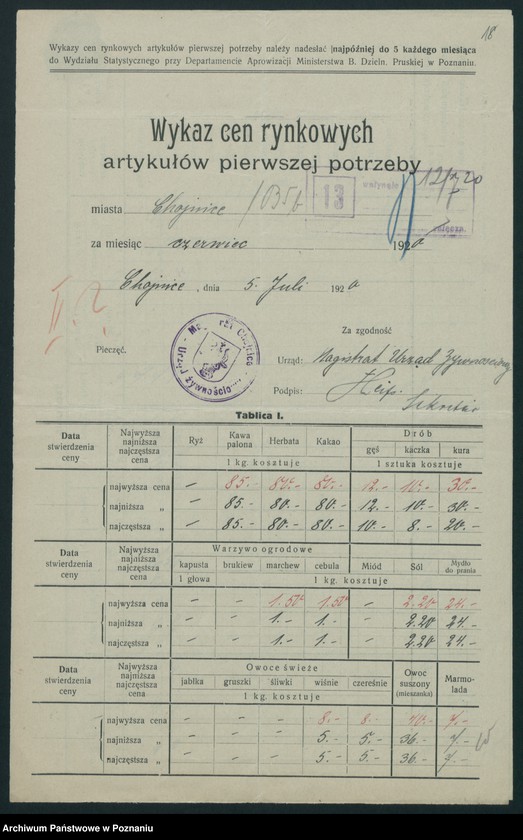 18
Wykazy cen rynkowych artykułów pierwszej potrzeby należy nadesłać najpóźniej do 5 każdego miesiąca
do Wydziału Statystycznego przy Departamencie Aprowizacji Ministerstwa B. Dzieln. Pruskiej w Poznaniu.
Wykaz cen rynkowych
artykułów pierwszej potrzeby
13
miasta Chojnice
za miesiąc czerwiec 1920
Chojnice, dnia 5. Juli 1920
II. ?
Za zgodność
Pieczęć.
Urząd: Magistrat Urząd Żywnościowy
Podpis:
Sekretär
Tablica I.
Data stwierdzenia ceny | Najwyższa najniższa najczęstsza cena | Ryż | Kawa palona | Herbata | Kakao | Drób
gęś | kaczka | kura
1 kg. kosztuje | 1 sztuka kosztuje
najwyższa cena – 85.- 80.- 80.- 12.- 10.- 30.-
najniższa „ – 85.- 80.- 80.- 12.- 10.- 30.-
najczęstsza „ – 85.- 80.- 80.- 10.- 8.- 20.-
Data stwierdzenia ceny | Najwyższa najniższa najczęstsza cena | Warzywo ogrodowe
kapusta | brukiew | marchew | cebula | Miód | Sól | Mydło do prania
1 głowa | 1 kg. kosztuje
najwyższa cena – – 1.50 1.50 – 2.20 24.-
najniższa „ – – 1.- 1.- – 2.20 24.-
najczęstsza „ – – 1.- 1.- – 2.20 24.-
Data stwierdzenia ceny | Najwyższa najniższa najczęstsza cena | Owoce świeże | Owoc suszony (mieszanka) | Marmolada
jabłka | gruszki | śliwki | wiśnie | czereśnie
1 kg. kosztuje
najwyższa cena – – – 8.- 8.- 40.- 7.-
najniższa „ – – – 5.- 5.- 36.- 7.-
najczęstsza „ – – – 5.- 5.- 36.- 7.-
Archiwum Państwowe w Poznaniu